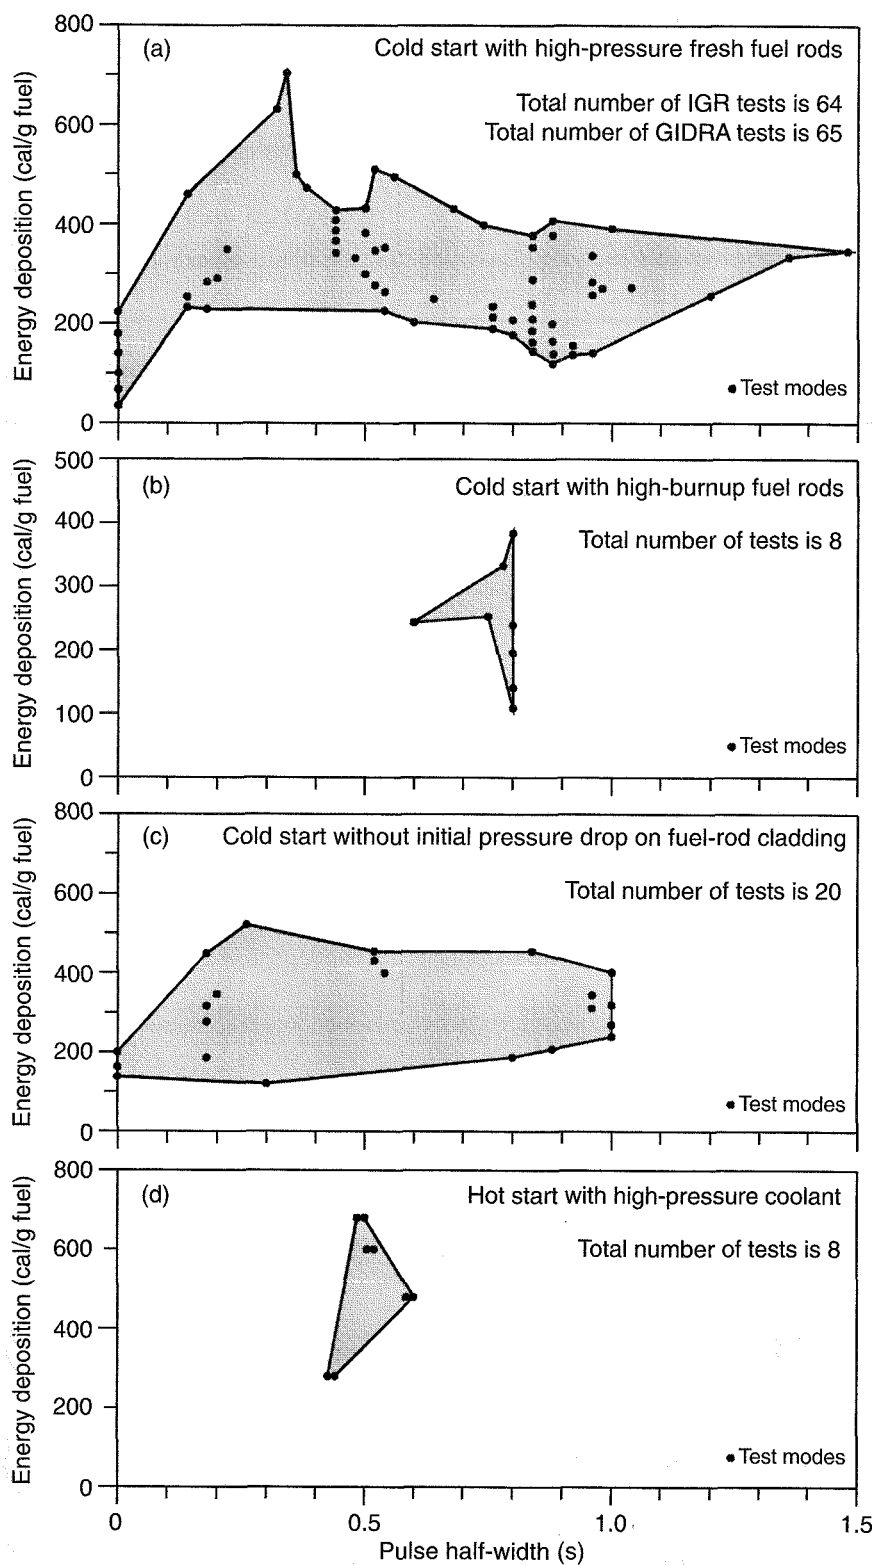 800
600
400
200
0
Energy deposition (cal/g fuel)
(a)
Cold start with high-pressure fresh fuel rods
Total number of IGR tests is 64
Total number of GIDRA tests is 65
Test modes
500
400
300
200
100
0
Energy deposition (cal/g fuel)
(b)
Cold start with high-burnup fuel rods
Total number of tests is 8
Test modes
800
600
400
200
0
Energy deposition (cal/g fuel)
(c)
Cold start without initial pressure drop on fuel-rod cladding
Total number of tests is 20
Test modes
800
600
400
200
0
Energy deposition (cal/g fuel)
(d)
Hot start with high-pressure coolant
Total number of tests is 8
Test modes
0 0.5 1.0 1.5
Pulse half-width (s)